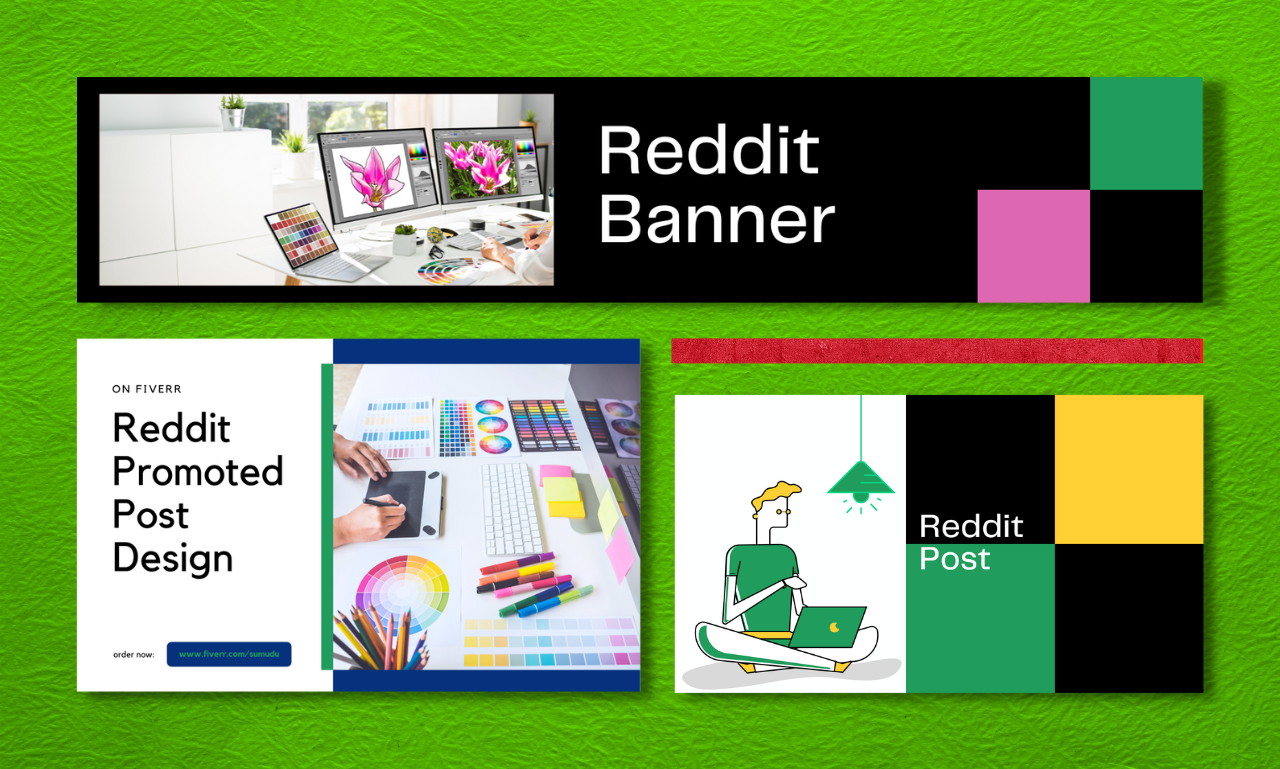 Reddit
Banner
ON FIVERR
Reddit
Promoted
Post
Design
order now:
www.fiverr.com/sumudu
Reddit
Post